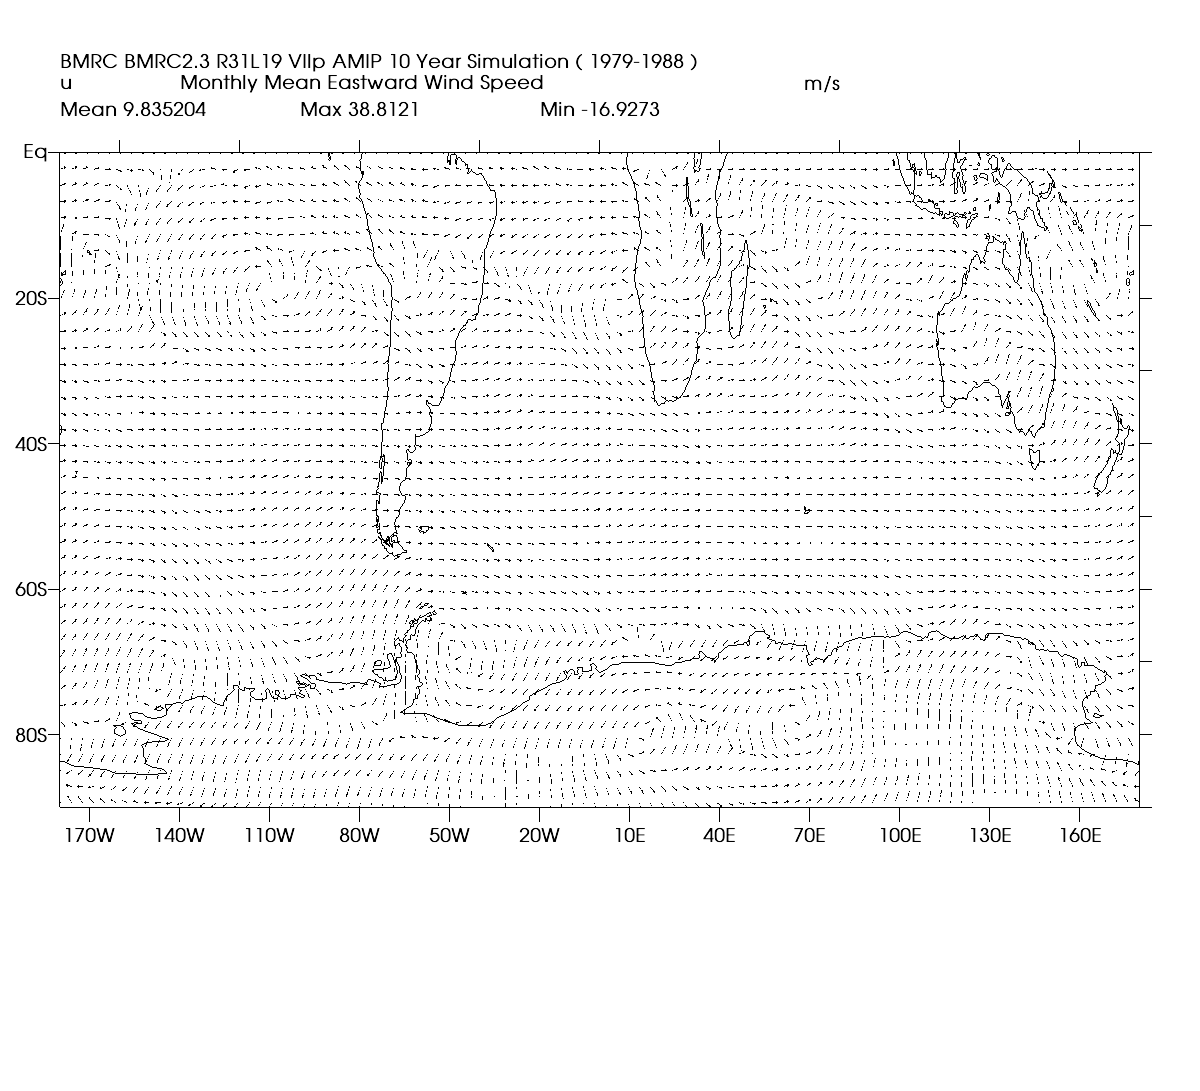 BMRC BMRC2.3 R31L19 VIIp AMIP 10 Year Simulation ( 1979-1988 )
u Monthly Mean Eastward Wind Speed m/s
Mean 9.835204 Max 38.8121 Min -16.9273
Eq
20S
40S
60S
80S
170W 140W 110W 80W 50W 20W 10E 40E 70E 100E 130E 160E